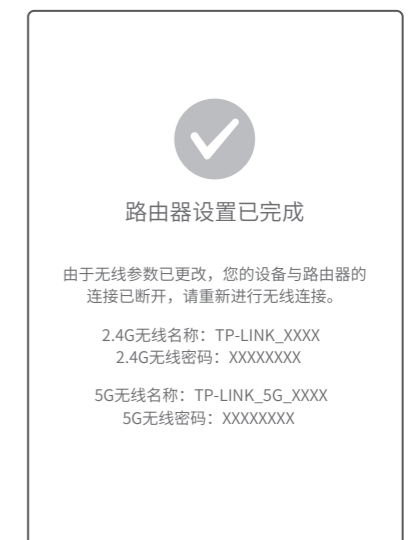 路由器设置已完成
由于无线参数已更改，您的设备与路由器的
连接已断开，请重新进行无线连接。
2.4G无线名称：TP-LINK_XXXX
2.4G无线密码：XXXXXXXX
5G无线名称：TP-LINK_5G_XXXX
5G无线密码：XXXXXXXX